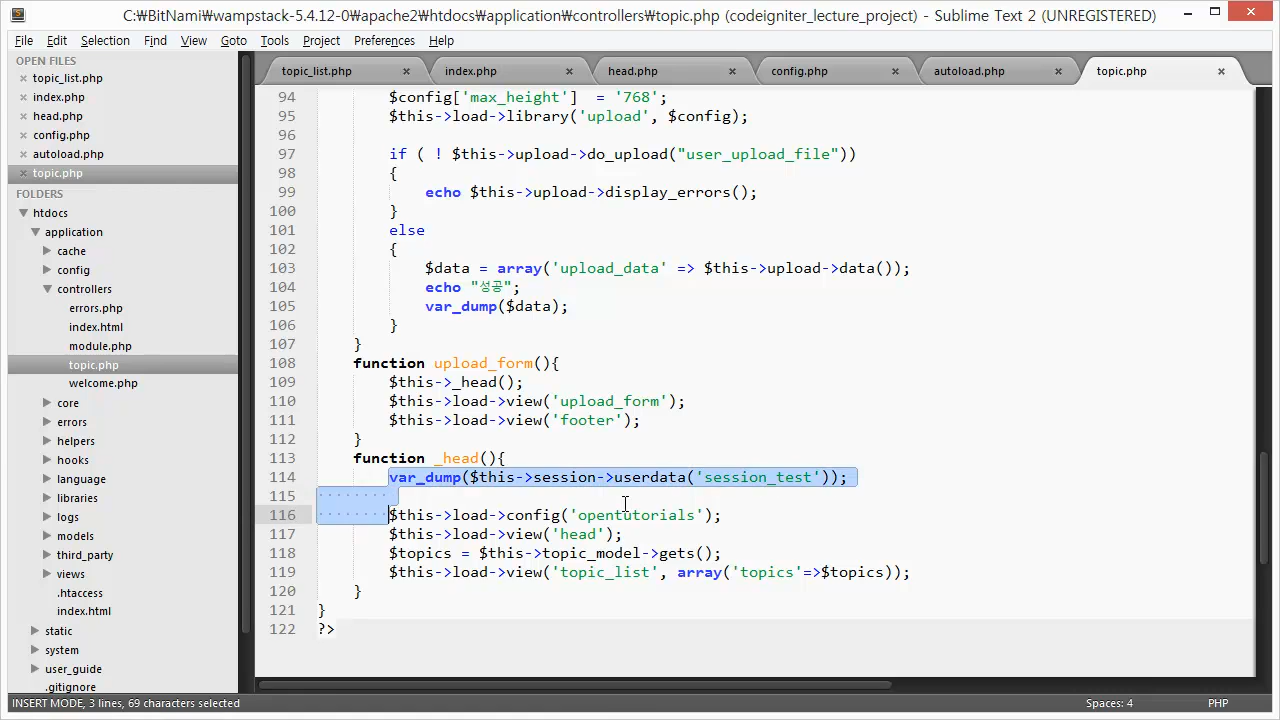 C:₩BitNami₩wampstack-5.4.12-0₩apache2₩htdocs₩application₩controllers₩topic.php (codeigniter_lecture_project) - Sublime Text 2 (UNREGISTERED)
File Edit Selection Find View Goto Tools Project Preferences Help
OPEN FILES
topic_list.php
index.php
head.php
config.php
autoload.php
topic.php
FOLDERS
htdocs
application
cache
config
controllers
errors.php
index.html
module.php
topic.php
welcome.php
core
errors
helpers
hooks
language
libraries
logs
models
third_party
views
.htaccess
index.html
static
system
user_guide
.gitignore
topic_list.php index.php head.php config.php autoload.php topic.php
94 $config['max_height']  = '768';
95 $this->load->library('upload', $config);
96
97 if ( ! $this->upload->do_upload("user_upload_file"))
98 {
99 echo $this->upload->display_errors();
100 }
101 else
102 {
103 $data = array('upload_data' => $this->upload->data());
104 echo "성공";
105 var_dump($data);
106 }
107 }
108 function upload_form(){
109 $this->_head();
110 $this->load->view('upload_form');
111 $this->load->view('footer');
112 }
113 function _head(){
114 var_dump($this->session->userdata('session_test'));
115
116 $this->load->config('opentutorials');
117 $this->load->view('head');
118 $topics = $this->topic_model->gets();
119 $this->load->view('topic_list', array('topics'=>$topics));
120 }
121 }
122 ?>
INSERT MODE, 3 lines, 69 characters selected Spaces: 4 PHP